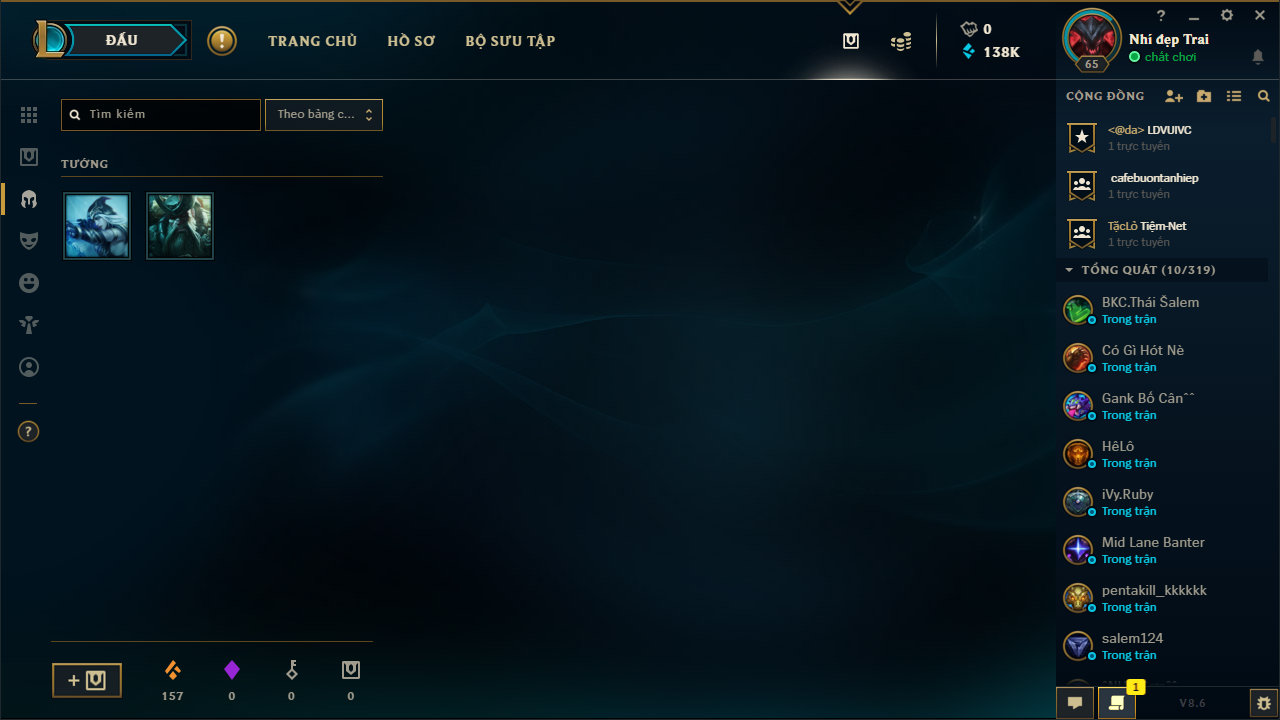 ĐẤU
TRANG CHỦ
HỒ SƠ
BỘ SƯU TẬP
0
138K
65
Nhí đẹp Trai
chất chơi
Tìm kiếm
Theo bảng c...
TƯỚNG
157
0
0
0
CỘNG ĐỒNG
<@da> LDVUIVC
1 trực tuyến
cafebuontanhiep
1 trực tuyến
TặcLỏ Tiệm-Net
1 trực tuyến
TỔNG QUÁT (10/319)
BKC.Thái Šalem
Trong trận
Có Gì Hót Nè
Trong trận
Gank Bố Cânˆˆ
Trong trận
HêLô
Trong trận
iVy.Ruby
Trong trận
Mid Lane Banter
Trong trận
pentakill_kkkkkk
Trong trận
salem124
Trong trận
1
V8.6